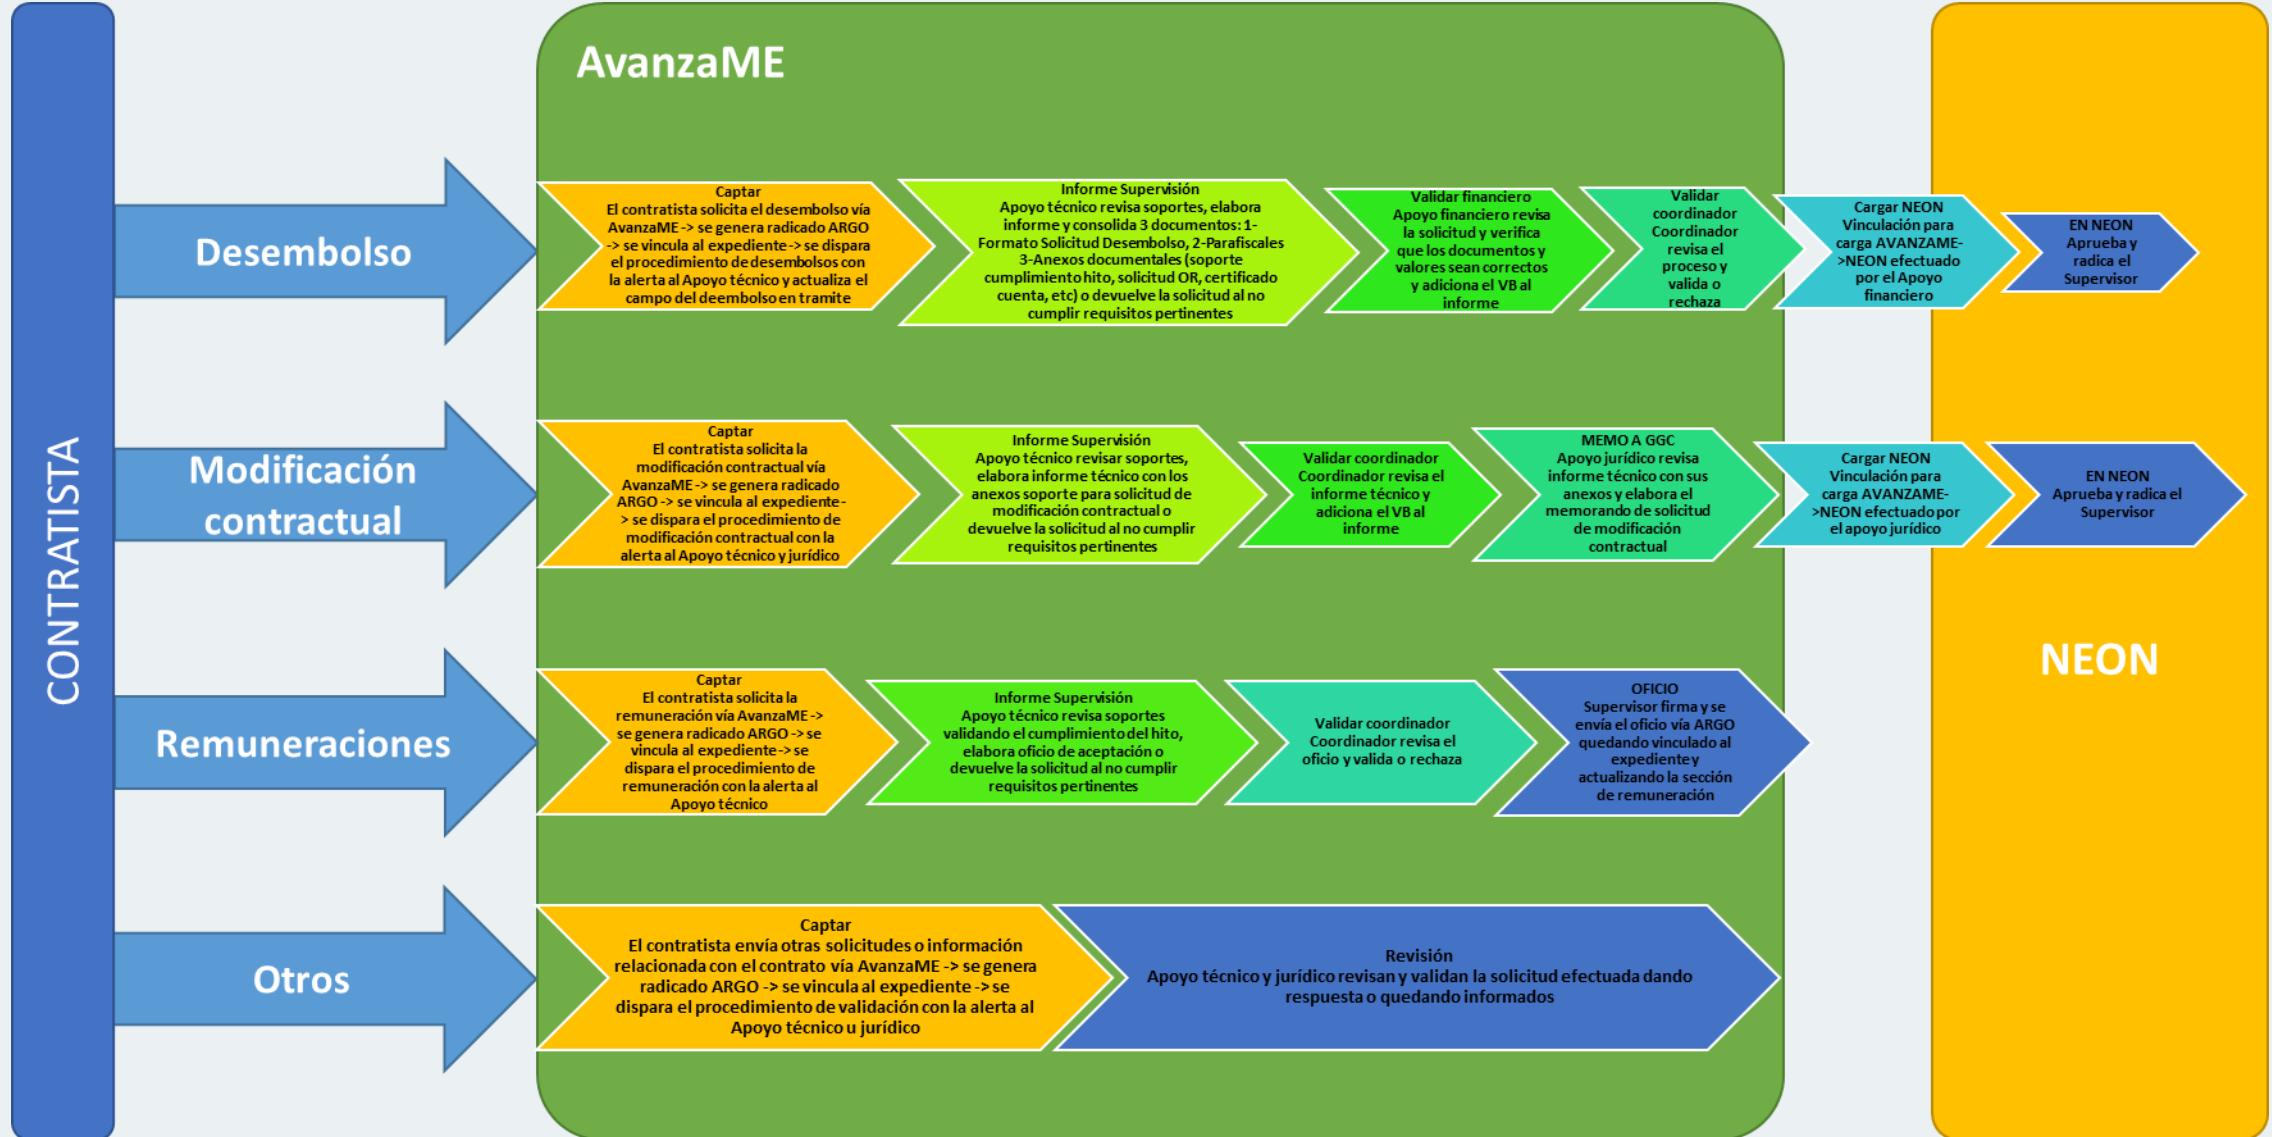 CONTRATISTA
AvanzaME
NEON
Desembolso
Captar
El contratista solicita el desembolso vía
AvanzaME -> se genera radicado ARGO
-> se vincula al expediente -> se dispara
el procedimiento de desembolsos con
la alerta al Apoyo técnico y actualiza el
campo del deembolso en tramite
Informe Supervisión
Apoyo técnico revisa soportes, elabora
informe y consolida 3 documentos: 1-
Formato Solicitud Desembolso, 2-Parafiscales
3-Anexos documentales (soporte
cumplimiento hito, solicitud OR, certificado
cuenta, etc) o devuelve la solicitud al no
cumplir requisitos pertinentes
Validar financiero
Apoyo financiero revisa
la solicitud y verifica
que los documentos y
valores sean correctos
y adiciona el VB al
informe
Validar
coordinador
Coordinador
revisa el
proceso y
valida o
rechaza
Cargar NEON
Vinculación para
carga AVANZAME-
>NEON efectuado
por el Apoyo
financiero
EN NEON
Aprueba y
radica el
Supervisor
Modificación
contractual
Captar
El contratista solicita la
modificación contractual vía
AvanzaME -> se genera radicado
ARGO -> se vincula al expediente-
> se dispara el procedimiento de
modificación contractual con la
alerta al Apoyo técnico y jurídico
Informe Supervisión
Apoyo técnico revisar soportes,
elabora informe técnico con los
anexos soporte para solicitud de
modificación contractual o
devuelve la solicitud al no cumplir
requisitos pertinentes
Validar coordinador
Coordinador revisa el
informe técnico y
adiciona el VB al
informe
MEMO A GGC
Apoyo jurídico revisa
informe técnico con sus
anexos y elabora el
memorando de solicitud
de modificación
contractual
Cargar NEON
Vinculación para
carga AVANZAME-
>NEON efectuado por
el apoyo jurídico
EN NEON
Aprueba y radica el
Supervisor
Remuneraciones
Captar
El contratista solicita la
remuneración vía AvanzaME ->
se genera radicado ARGO -> se
vincula al expediente -> se
dispara el procedimiento de
remuneración con la alerta al
Apoyo técnico
Informe Supervisión
Apoyo técnico revisa soportes
validando el cumplimiento del hito,
elabora oficio de aceptación o
devuelve la solicitud al no cumplir
requisitos pertinentes
Validar coordinador
Coordinador revisa el
oficio y valida o rechaza
OFICIO
Supervisor firma y se
envía el oficio vía ARGO
quedando vinculado al
expediente y
actualizando la sección
de remuneración
Otros
Captar
El contratista envía otras solicitudes o información
relacionada con el contrato vía AvanzaME -> se genera
radicado ARGO -> se vincula al expediente -> se
dispara el procedimiento de validación con la alerta al
Apoyo técnico u jurídico
Revisión
Apoyo técnico y jurídico revisan y validan la solicitud efectuada dando
respuesta o quedando informados